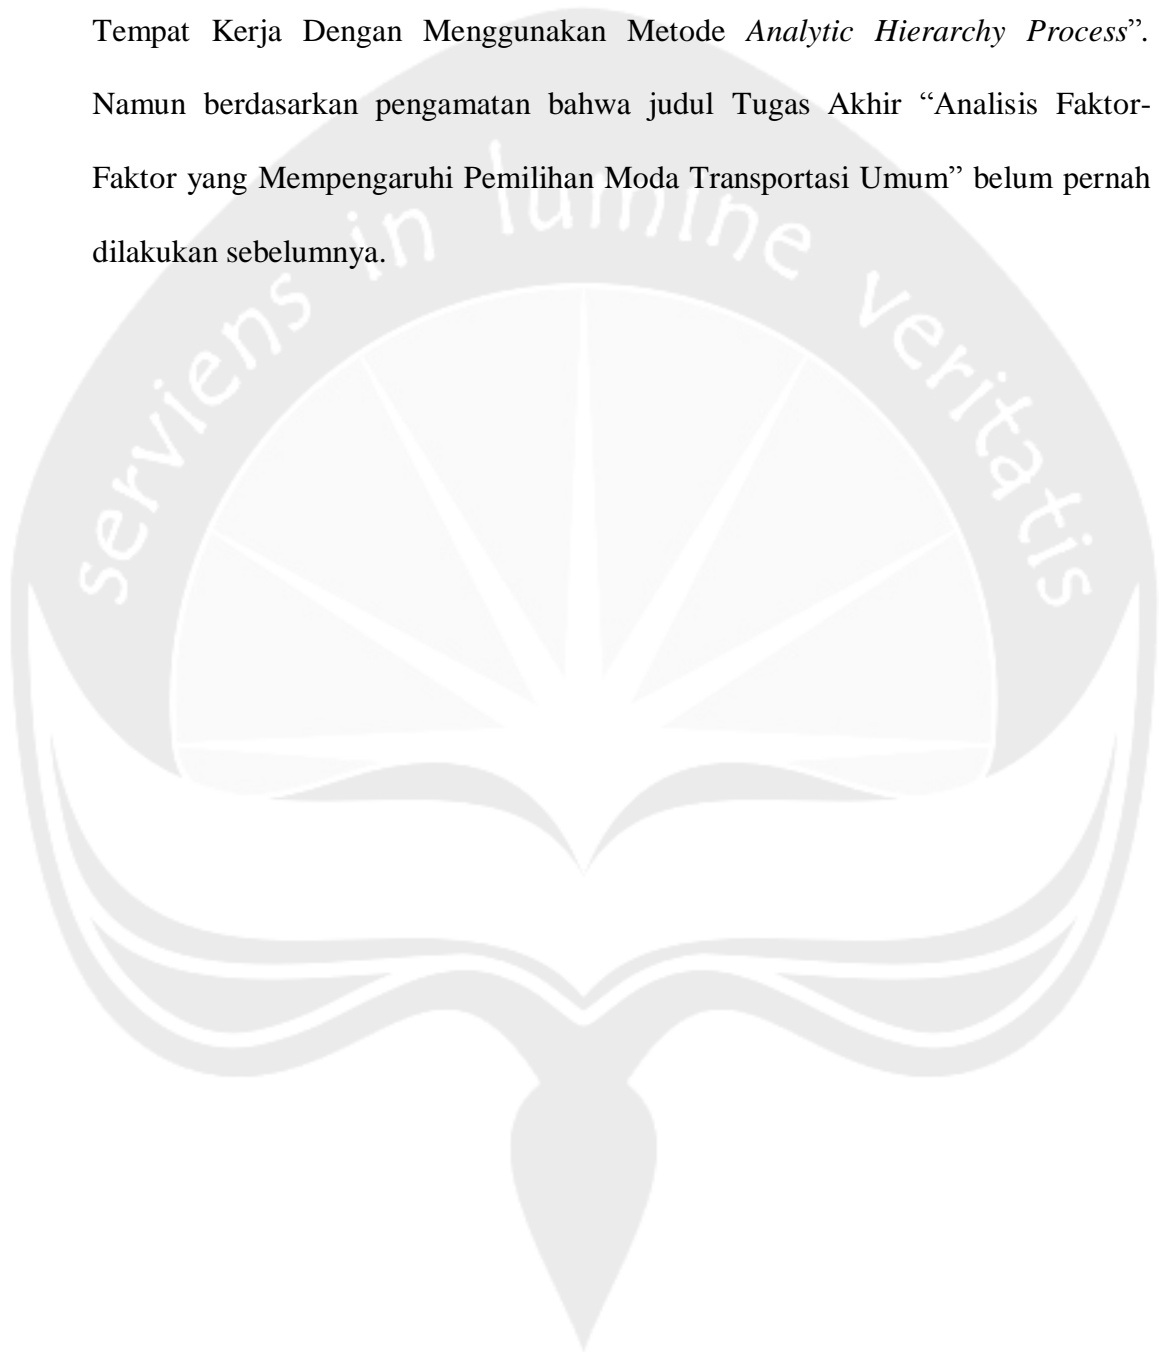 Tempat Kerja Dengan Menggunakan Metode Analytic Hierarchy Process”.
Namun berdasarkan pengamatan bahwa judul Tugas Akhir “Analisis Faktor-
Faktor yang Mempengaruhi Pemilihan Moda Transportasi Umum” belum pernah
dilakukan sebelumnya.
serviens in lumine veritatis